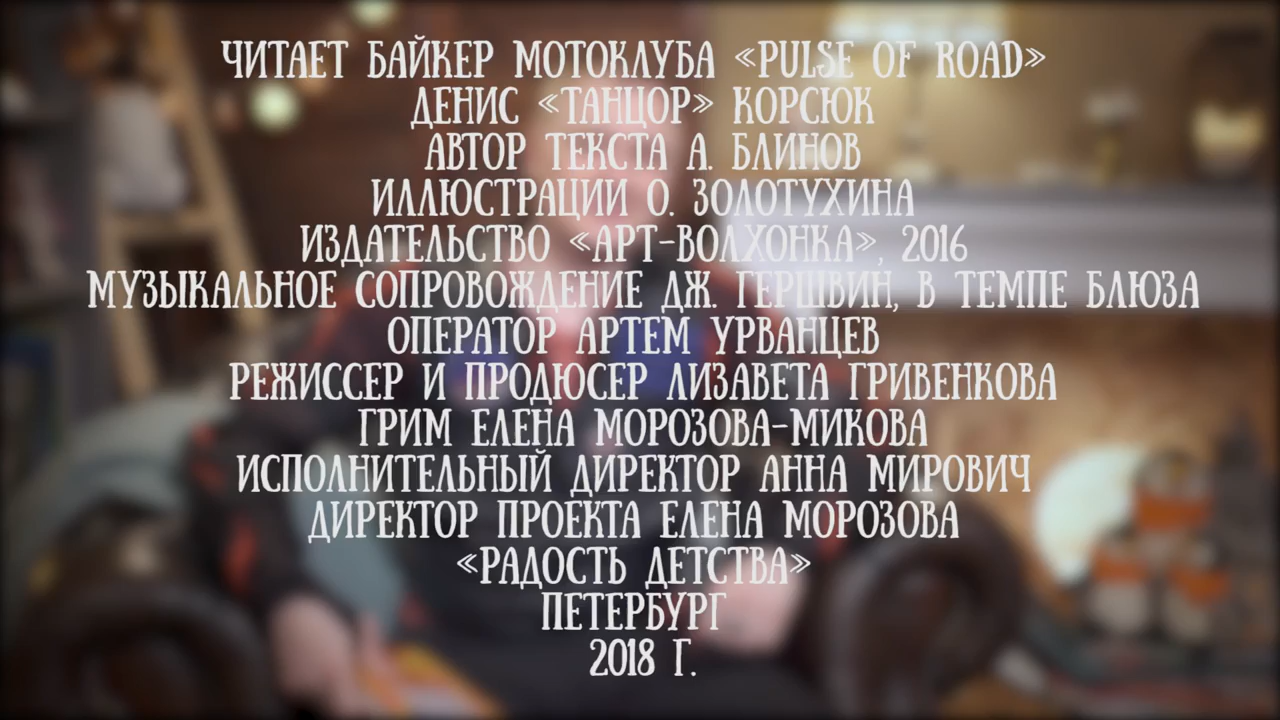 ЧИТАЕТ БАЙКЕР МОТОКЛУБА «PULSE OF ROAD»
ДЕНИС «ТАНЦОР» КОРСЮК
АВТОР ТЕКСТА А. БЛИНОВ
ИЛЛЮСТРАЦИИ О. ЗОЛОТУХИНА
ИЗДАТЕЛЬСТВО «АРТ-ВОЛХОНКА», 2016
МУЗЫКАЛЬНОЕ СОПРОВОЖДЕНИЕ ДЖ. ГЕРШВИН, В ТЕМПЕ БЛЮЗА
ОПЕРАТОР АРТЕМ УРВАНЦЕВ
РЕЖИССЕР И ПРОДЮСЕР ЛИЗАВЕТА ГРИВЕНКОВА
ГРИМ ЕЛЕНА МОРОЗОВА-МИКОВА
ИСПОЛНИТЕЛЬНЫЙ ДИРЕКТОР АННА МИРОВИЧ
ДИРЕКТОР ПРОЕКТА ЕЛЕНА МОРОЗОВА
«РАДОСТЬ ДЕТСТВА»
ПЕТЕРБУРГ
2018 Г.